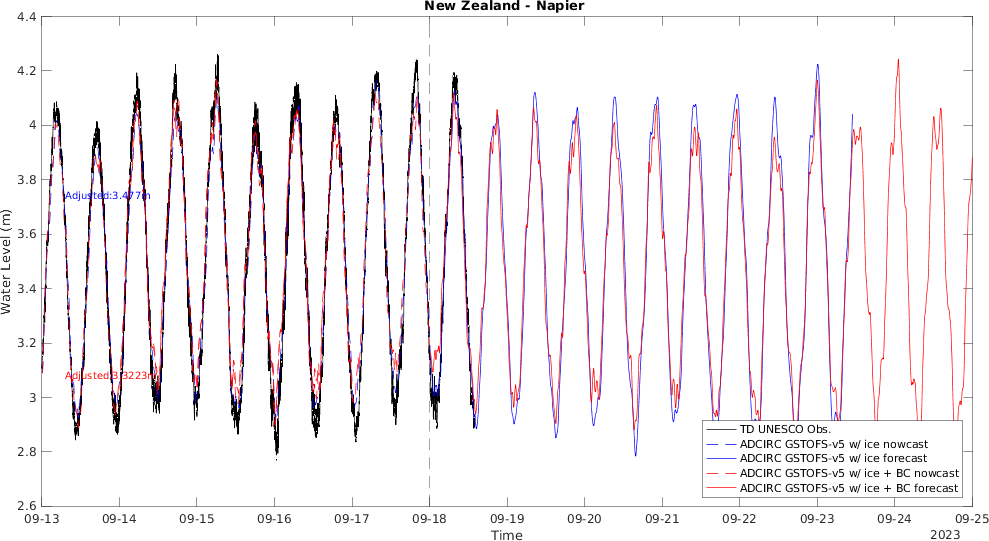 New Zealand - Napier
4.4
4.2
4
3.8
3.6
3.4
3.2
3
2.8
2.6
Water Level (m)
Adjusted:3.477m
Adjusted:3.3223m
TD UNESCO Obs.
ADCIRC GSTOFS-v5 w/ ice nowcast
ADCIRC GSTOFS-v5 w/ ice forecast
ADCIRC GSTOFS-v5 w/ ice + BC nowcast
ADCIRC GSTOFS-v5 w/ ice + BC forecast
09-13 09-14 09-15 09-16 09-17 09-18 09-19 09-20 09-21 09-22 09-23 09-24 09-25
Time
2023